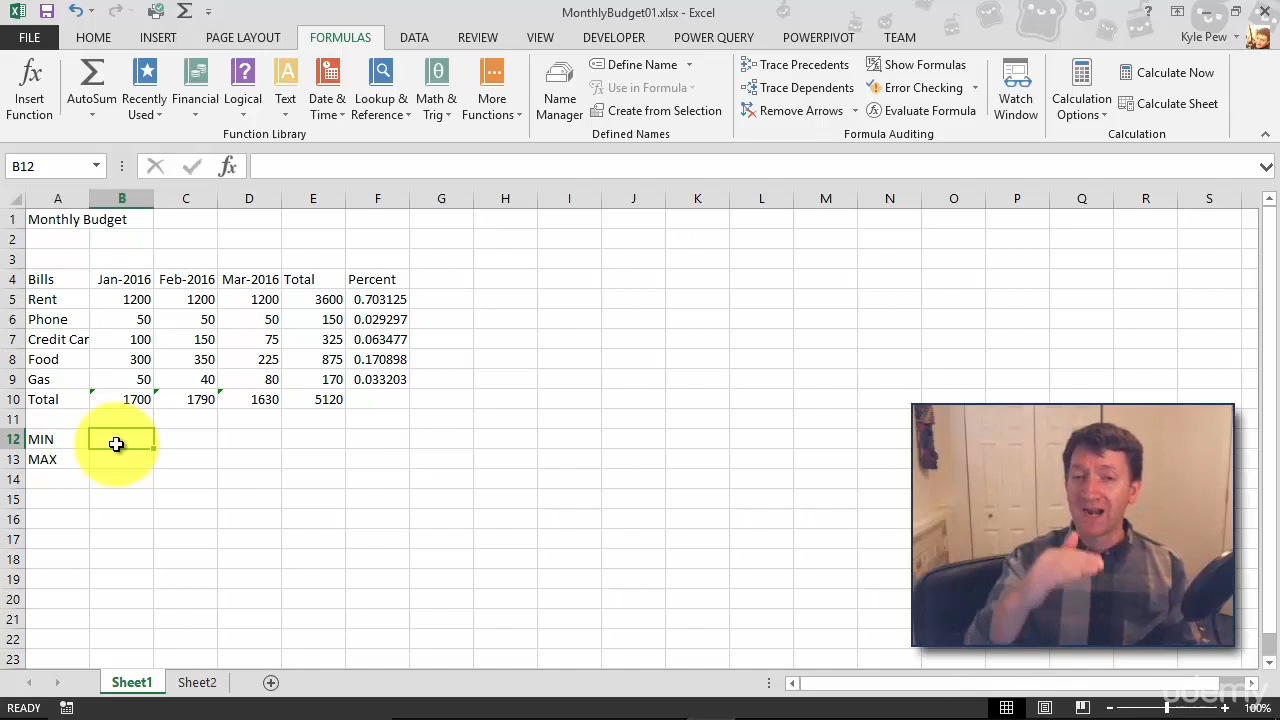 MonthlyBudget01.xlsx - Excel
FILE HOME INSERT PAGE LAYOUT FORMULAS DATA REVIEW VIEW DEVELOPER POWER QUERY POWERPIVOT TEAM Kyle Pew
Insert Function
AutoSum
Recently Used
Financial
Logical
Text
Date & Time
Lookup & Reference
Math & Trig
More Functions
Function Library
Name Manager
Define Name
Use in Formula
Create from Selection
Defined Names
Trace Precedents
Trace Dependents
Remove Arrows
Show Formulas
Error Checking
Evaluate Formula
Formula Auditing
Watch Window
Calculation Options
Calculate Now
Calculate Sheet
Calculation
B12 fx
A B C D E F G H I J K L M N O P Q R S
1 Monthly Budget
2
3
4 Bills Jan-2016 Feb-2016 Mar-2016 Total Percent
5 Rent 1200 1200 1200 3600 0.703125
6 Phone 50 50 50 150 0.029297
7 Credit Car 100 150 75 325 0.063477
8 Food 300 350 225 875 0.170898
9 Gas 50 40 80 170 0.033203
10 Total 1700 1790 1630 5120
11
12 MIN
13 MAX
14
15
16
17
18
19
20
21
22
23
Sheet1 Sheet2
udemy
READY 100%